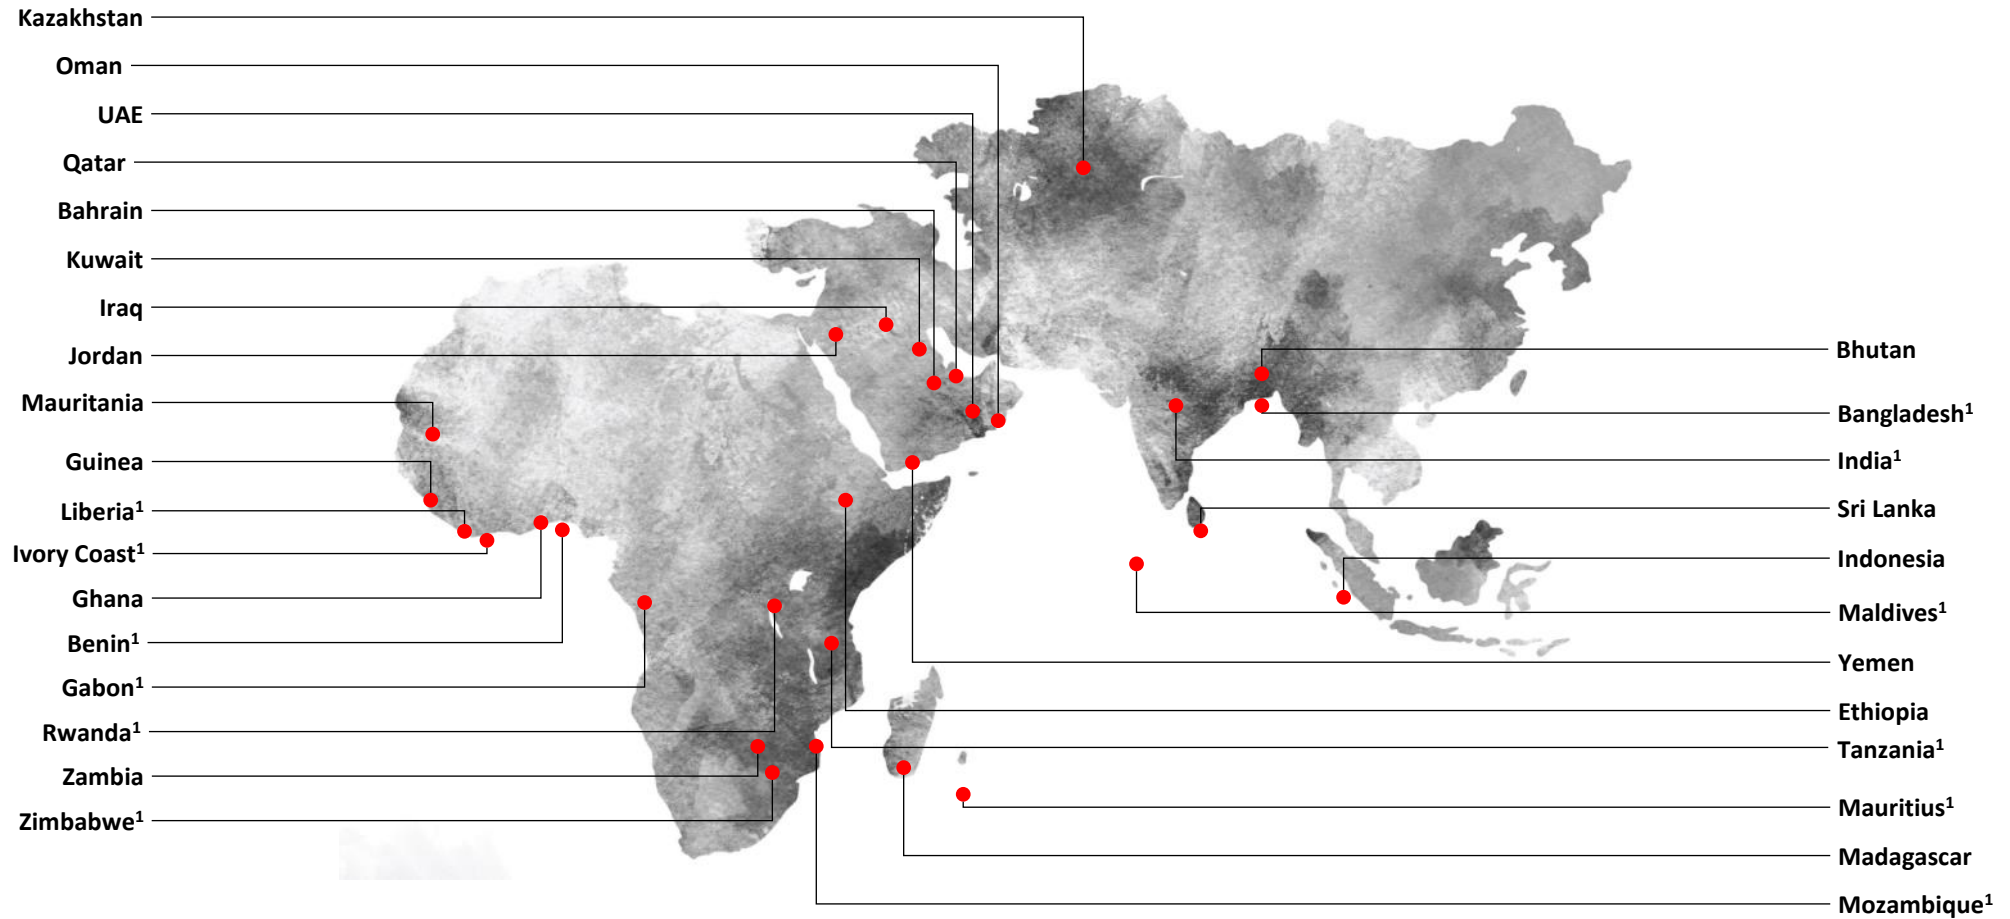 Kazakhstan
Oman
UAE
Qatar
Bahrain
Kuwait
Iraq
Jordan
Mauritania
Guinea
Liberia¹
Ivory Coast¹
Ghana
Benin¹
Gabon¹
Rwanda¹
Zambia
Zimbabwe¹
Bhutan
Bangladesh¹
India¹
Sri Lanka
Indonesia
Maldives¹
Yemen
Ethiopia
Tanzania¹
Mauritius¹
Madagascar
Mozambique¹